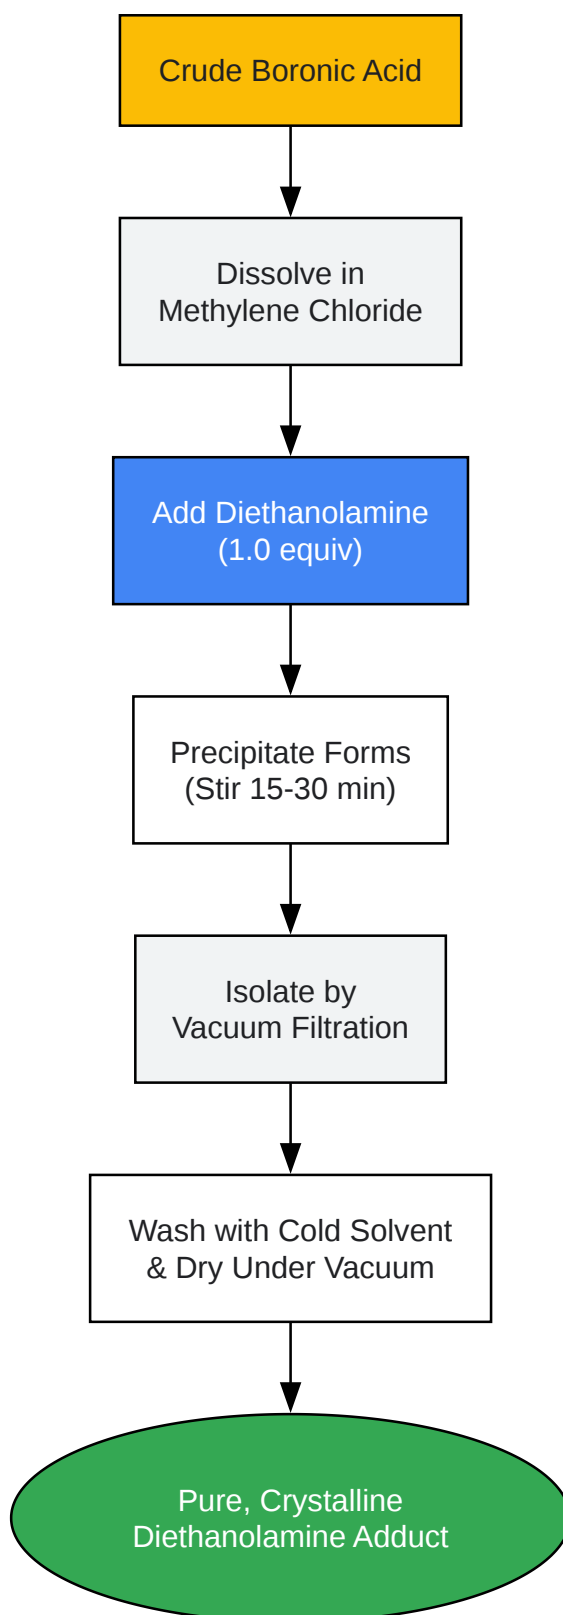 Crude Boronic Acid
Dissolve in
Methylene Chloride
Add Diethanolamine
(1.0 equiv)
Precipitate Forms
(Stir 15-30 min)
Isolate by
Vacuum Filtration
Wash with Cold Solvent
& Dry Under Vacuum
Pure, Crystalline
Diethanolamine Adduct